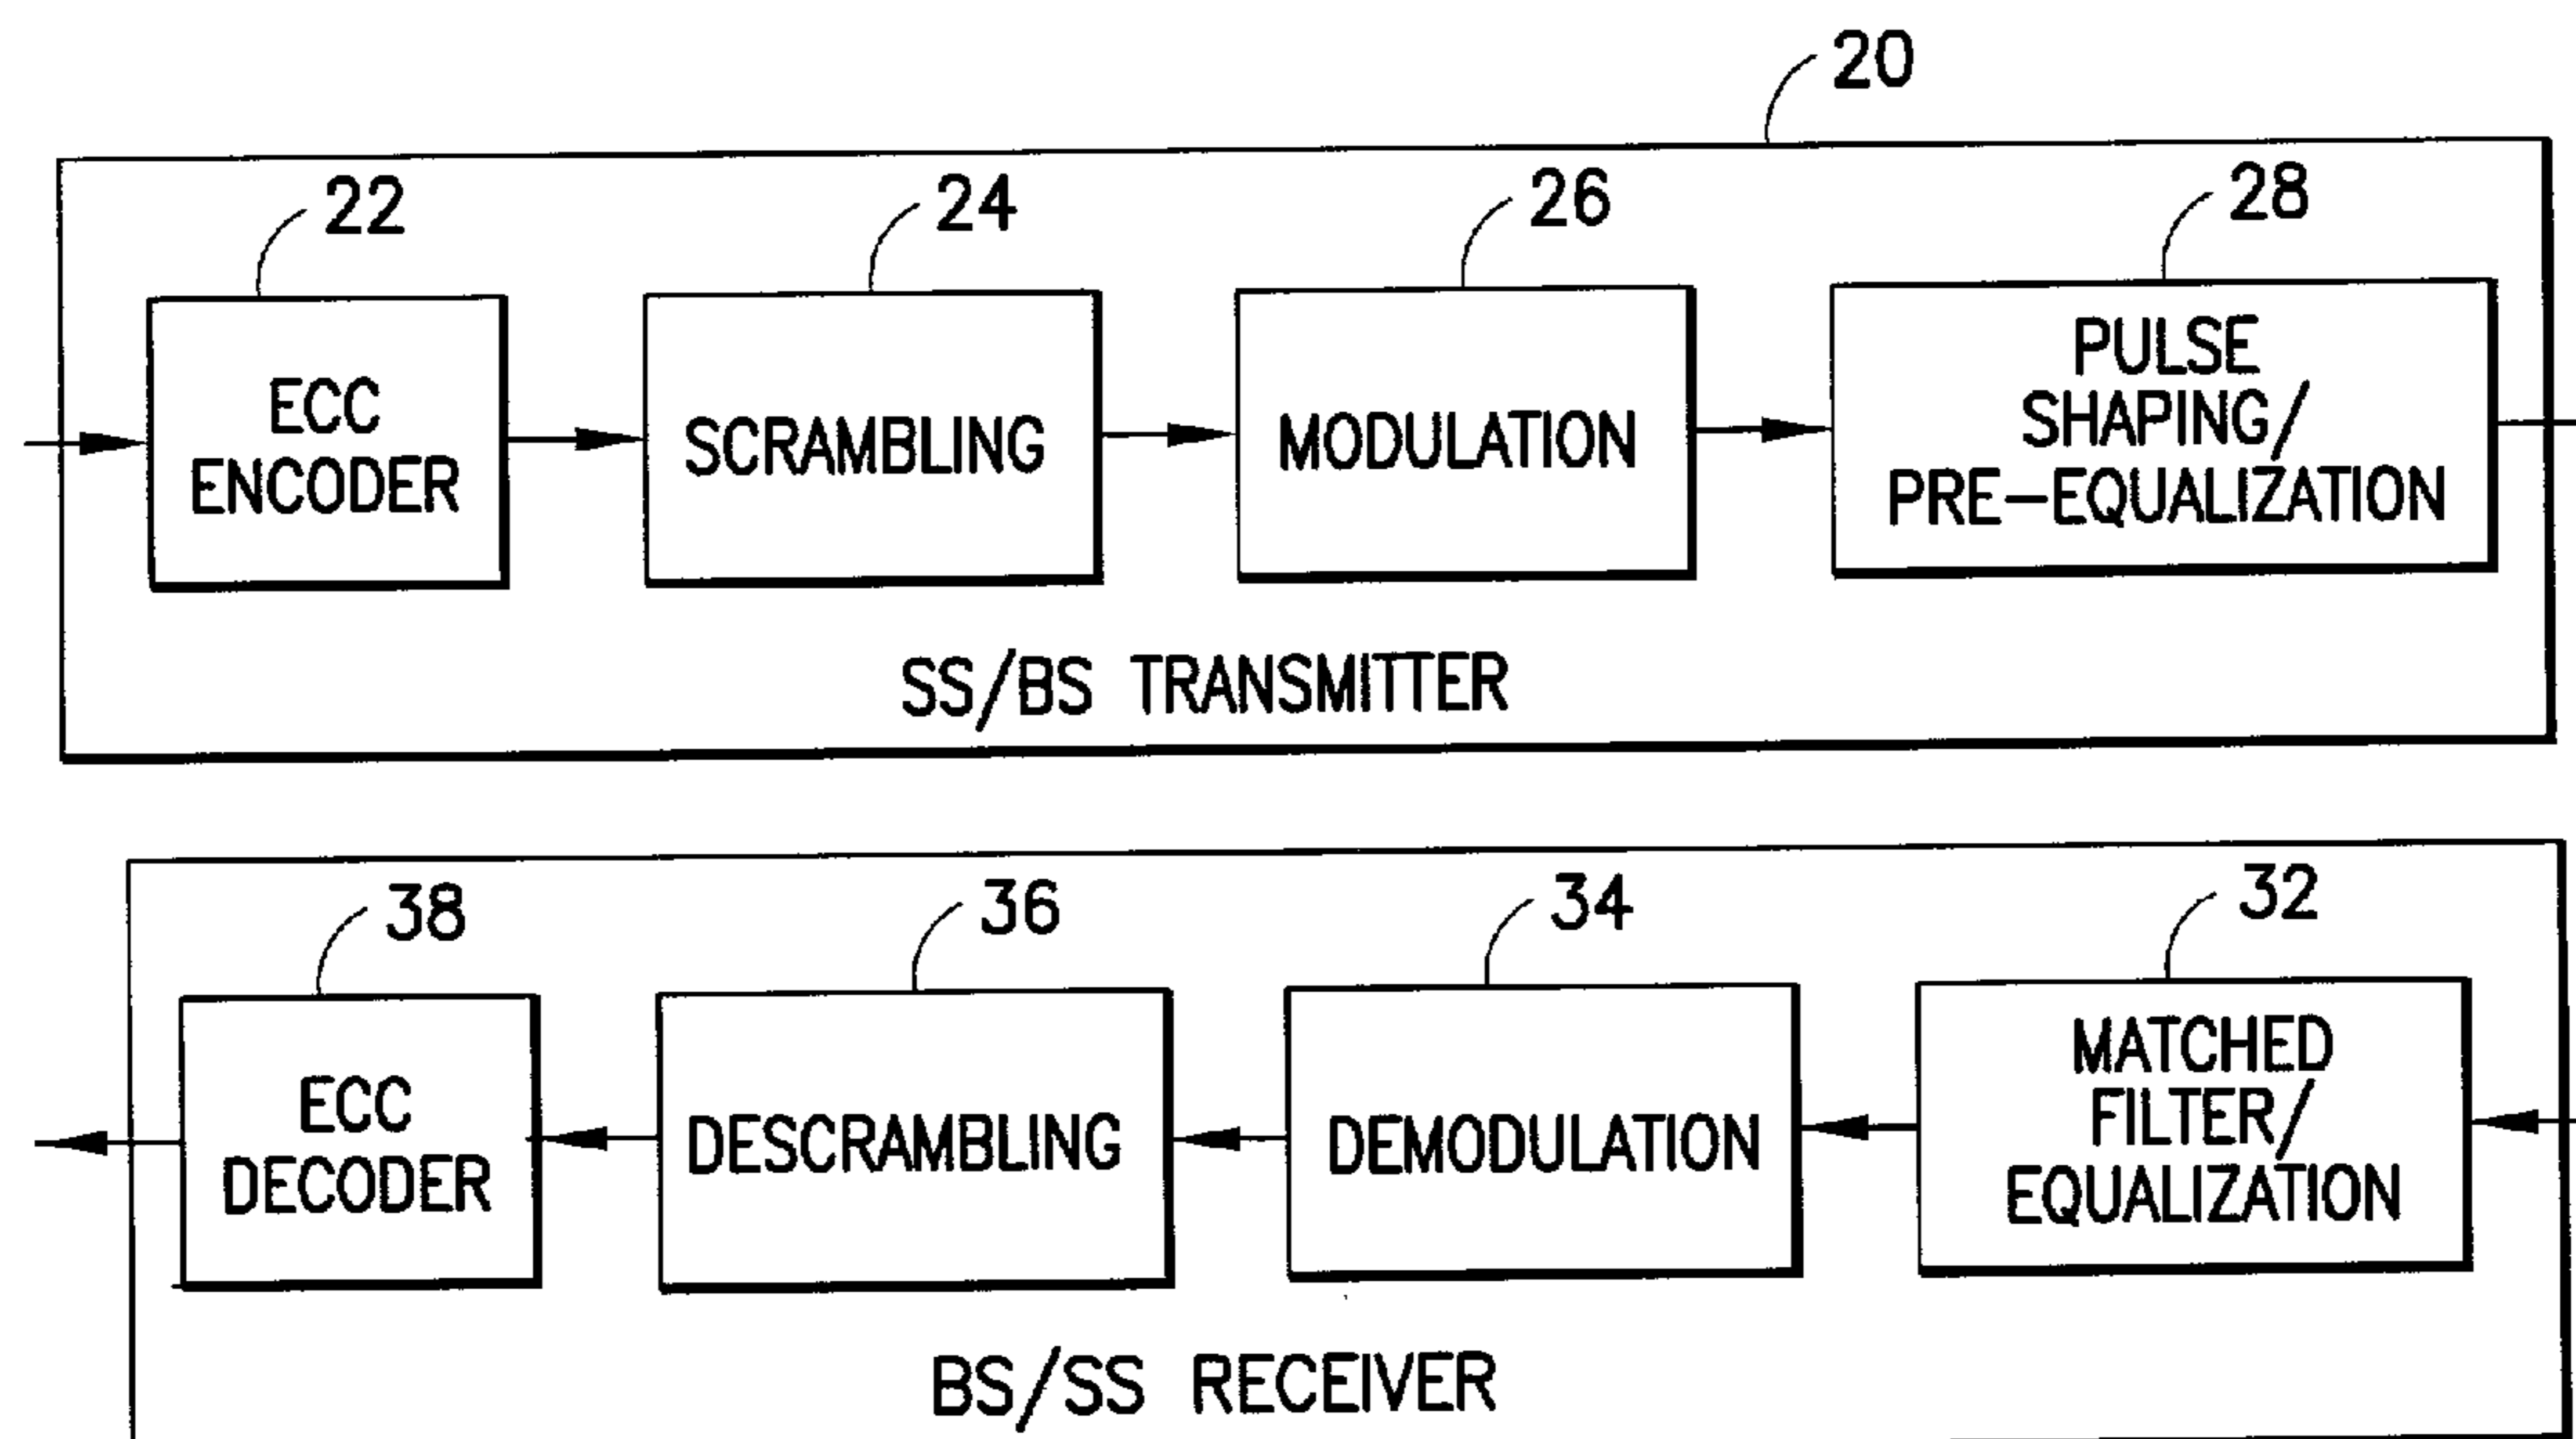 20
22
24
26
28
ECC
ENCODER
SCRAMBLING
MODULATION
PULSE
SHAPING/
PRE-EQUALIZATION
SS/BS TRANSMITTER
38
36
34
32
ECC
DECODER
DESCRAMBLING
DEMODULATION
MATCHED
FILTER/
EQUALIZATION
BS/SS RECEIVER